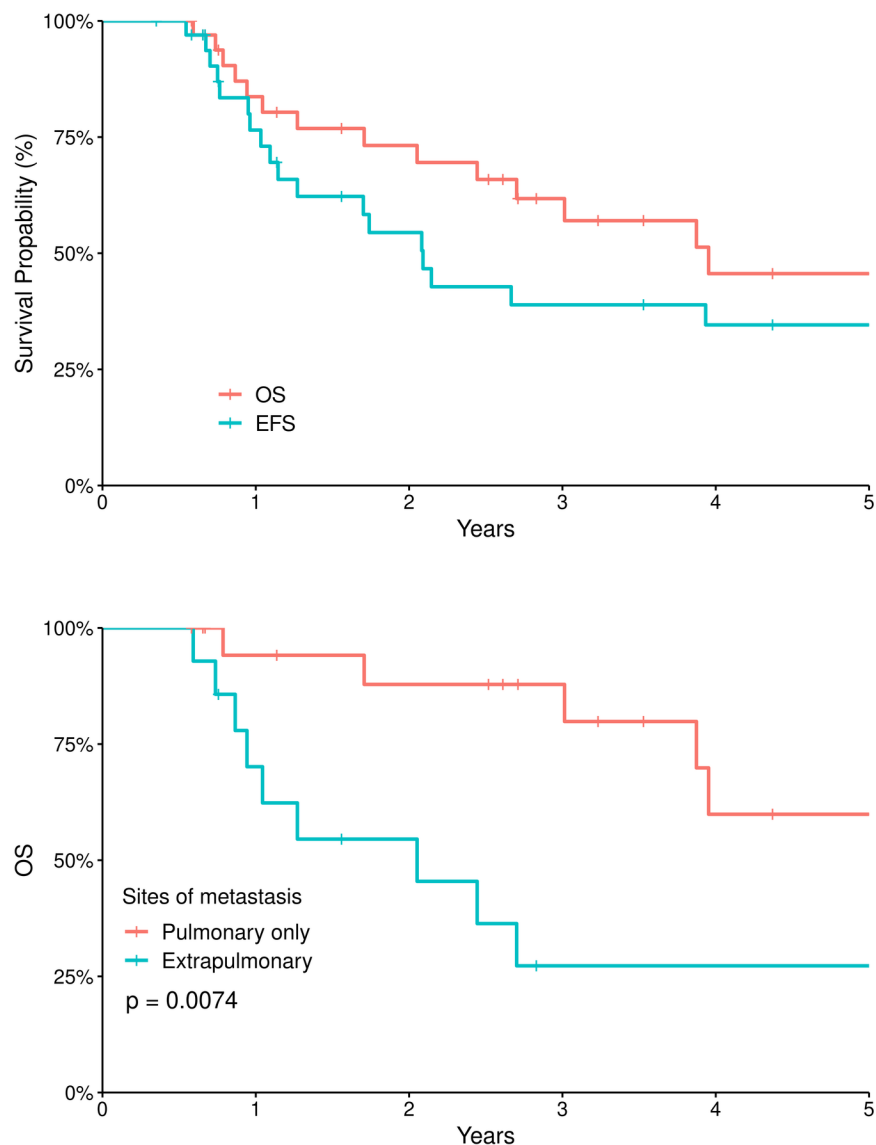 100%
75%
50%
25%
0%
Survival Propability (%)
OS
EFS
0 1 2 3 4 5
Years
100%
75%
50%
25%
0%
OS
Sites of metastasis
Pulmonary only
Extrapulmonary
p = 0.0074
0 1 2 3 4 5
Years